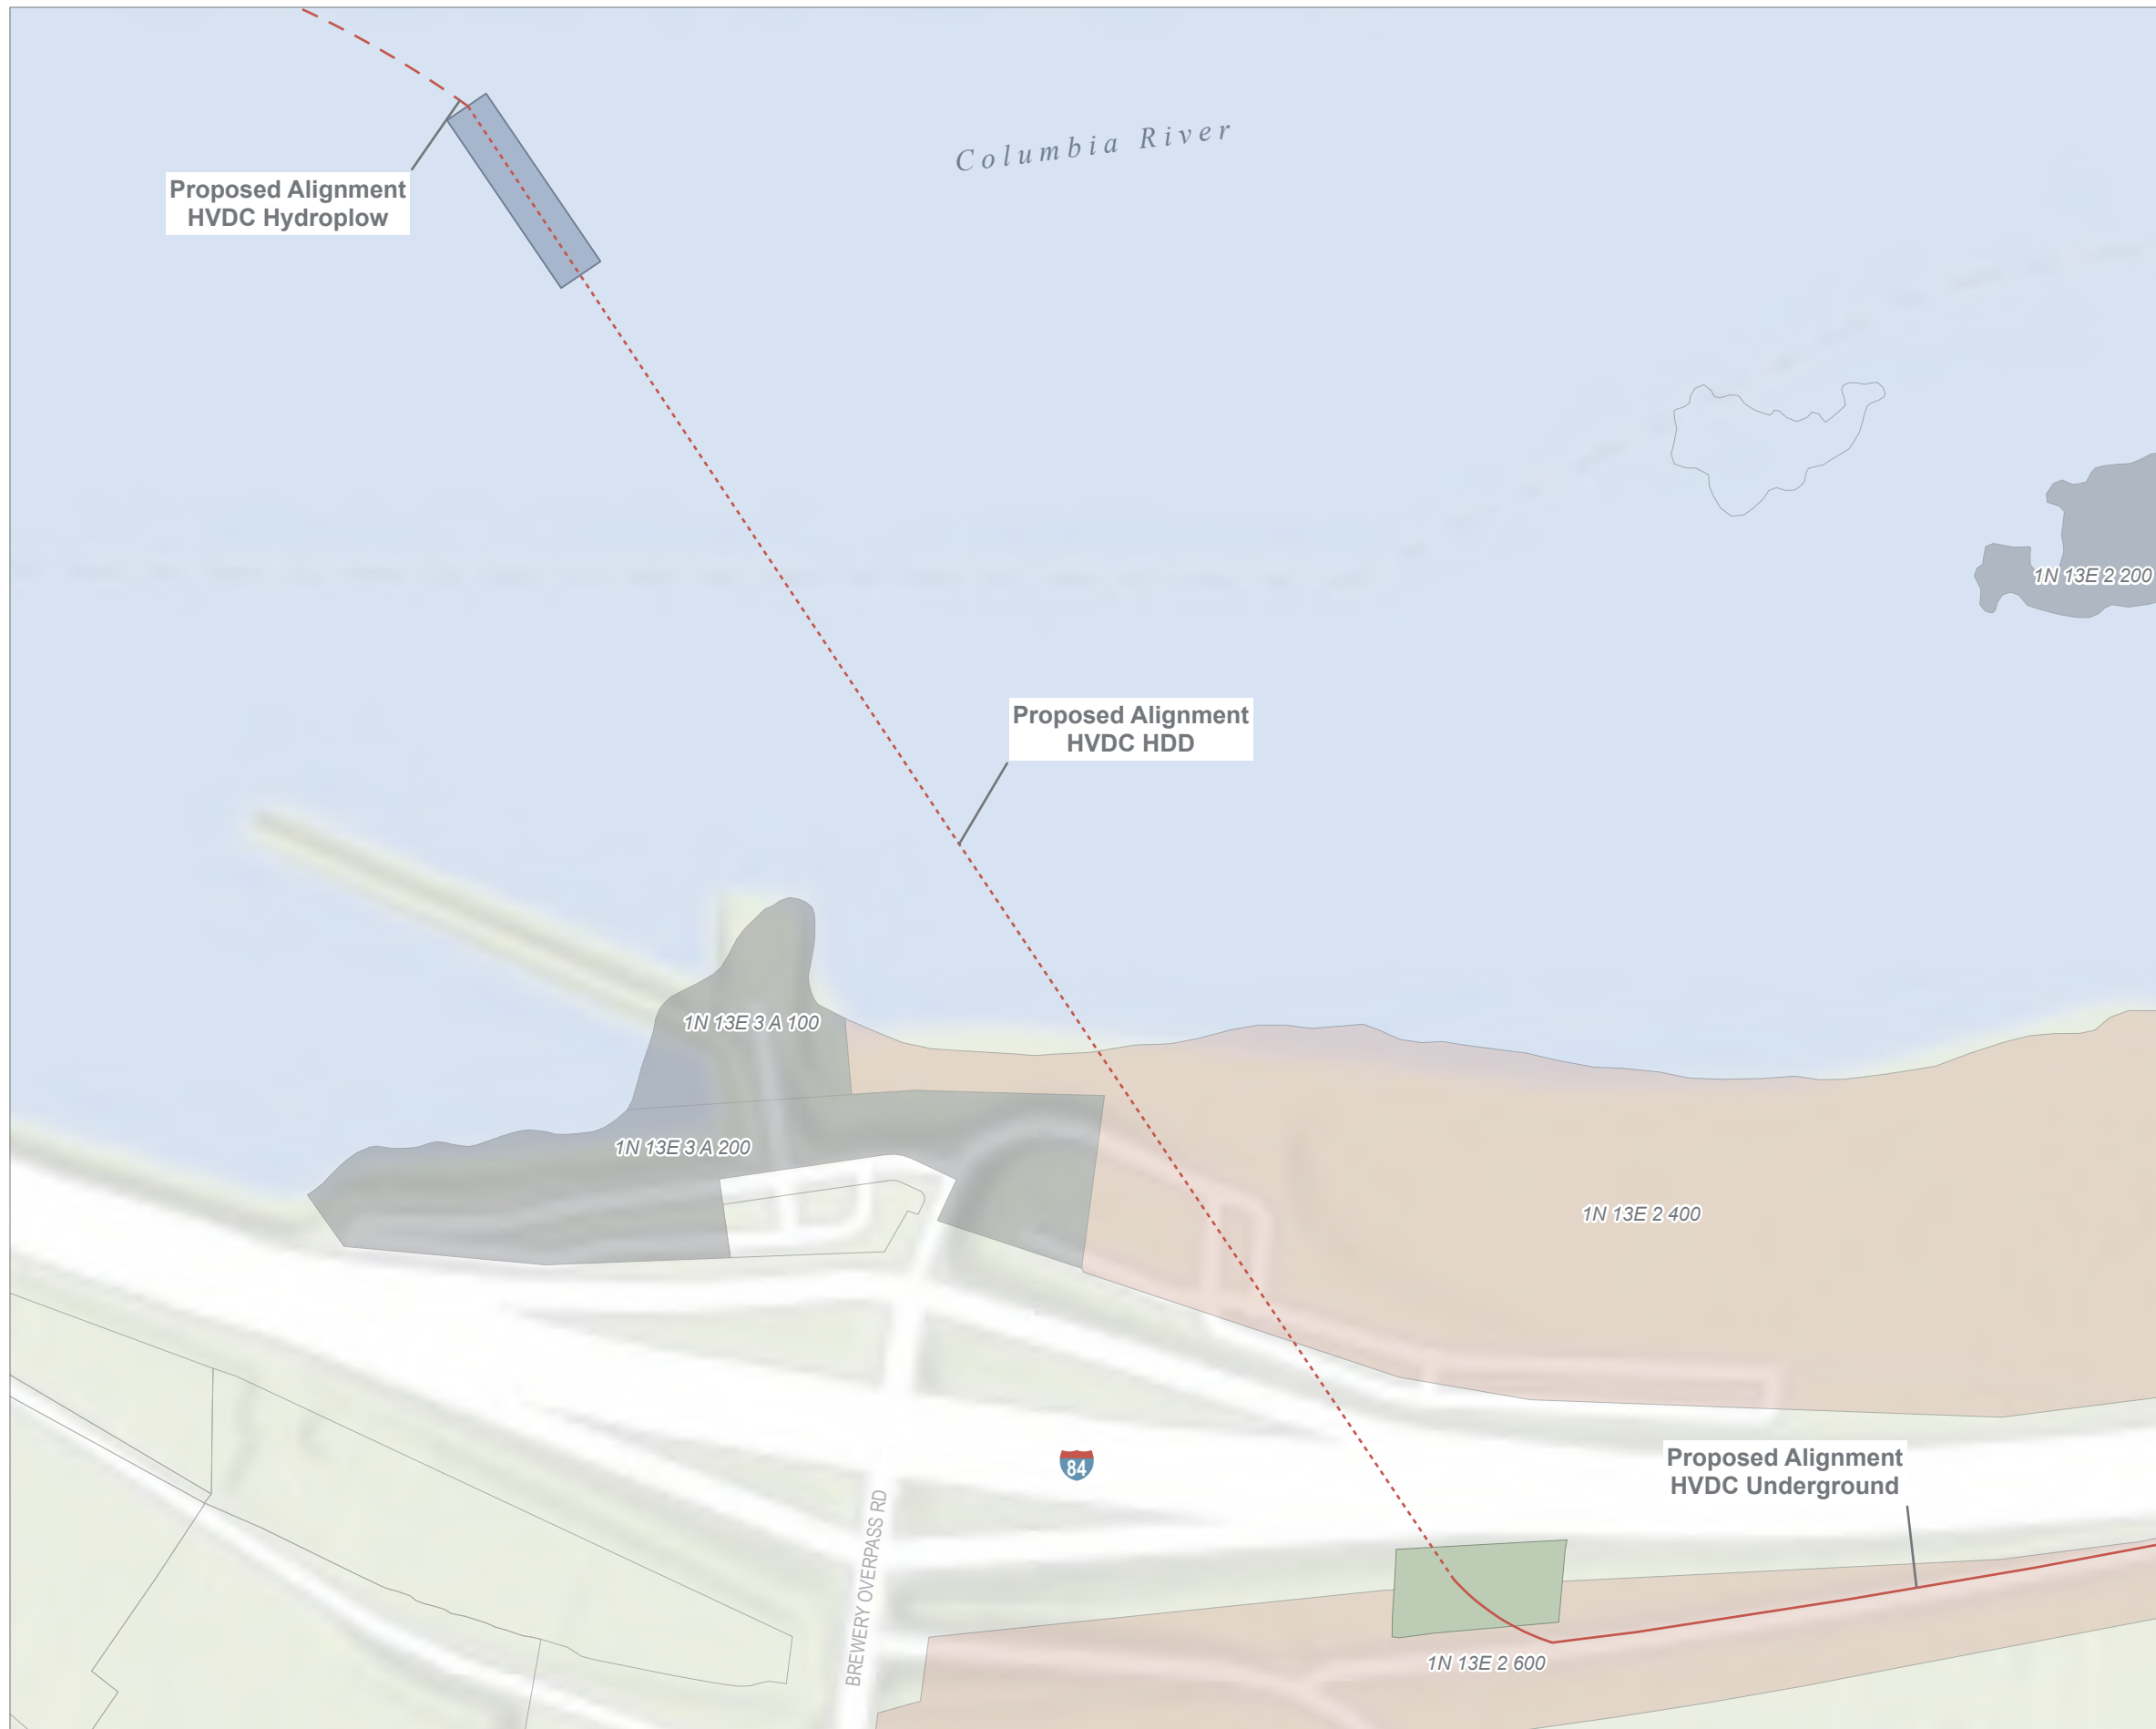 Columbia River
Proposed Alignment
HVDC Hydroplow
1N 13E 2 200
Proposed Alignment
HVDC HDD
1N 13E 3 A 100
1N 13E 3 A 200
1N 13E 2 400
84
Proposed Alignment
HVDC Underground
BREWERY OVERPASS RD
1N 13E 2 600